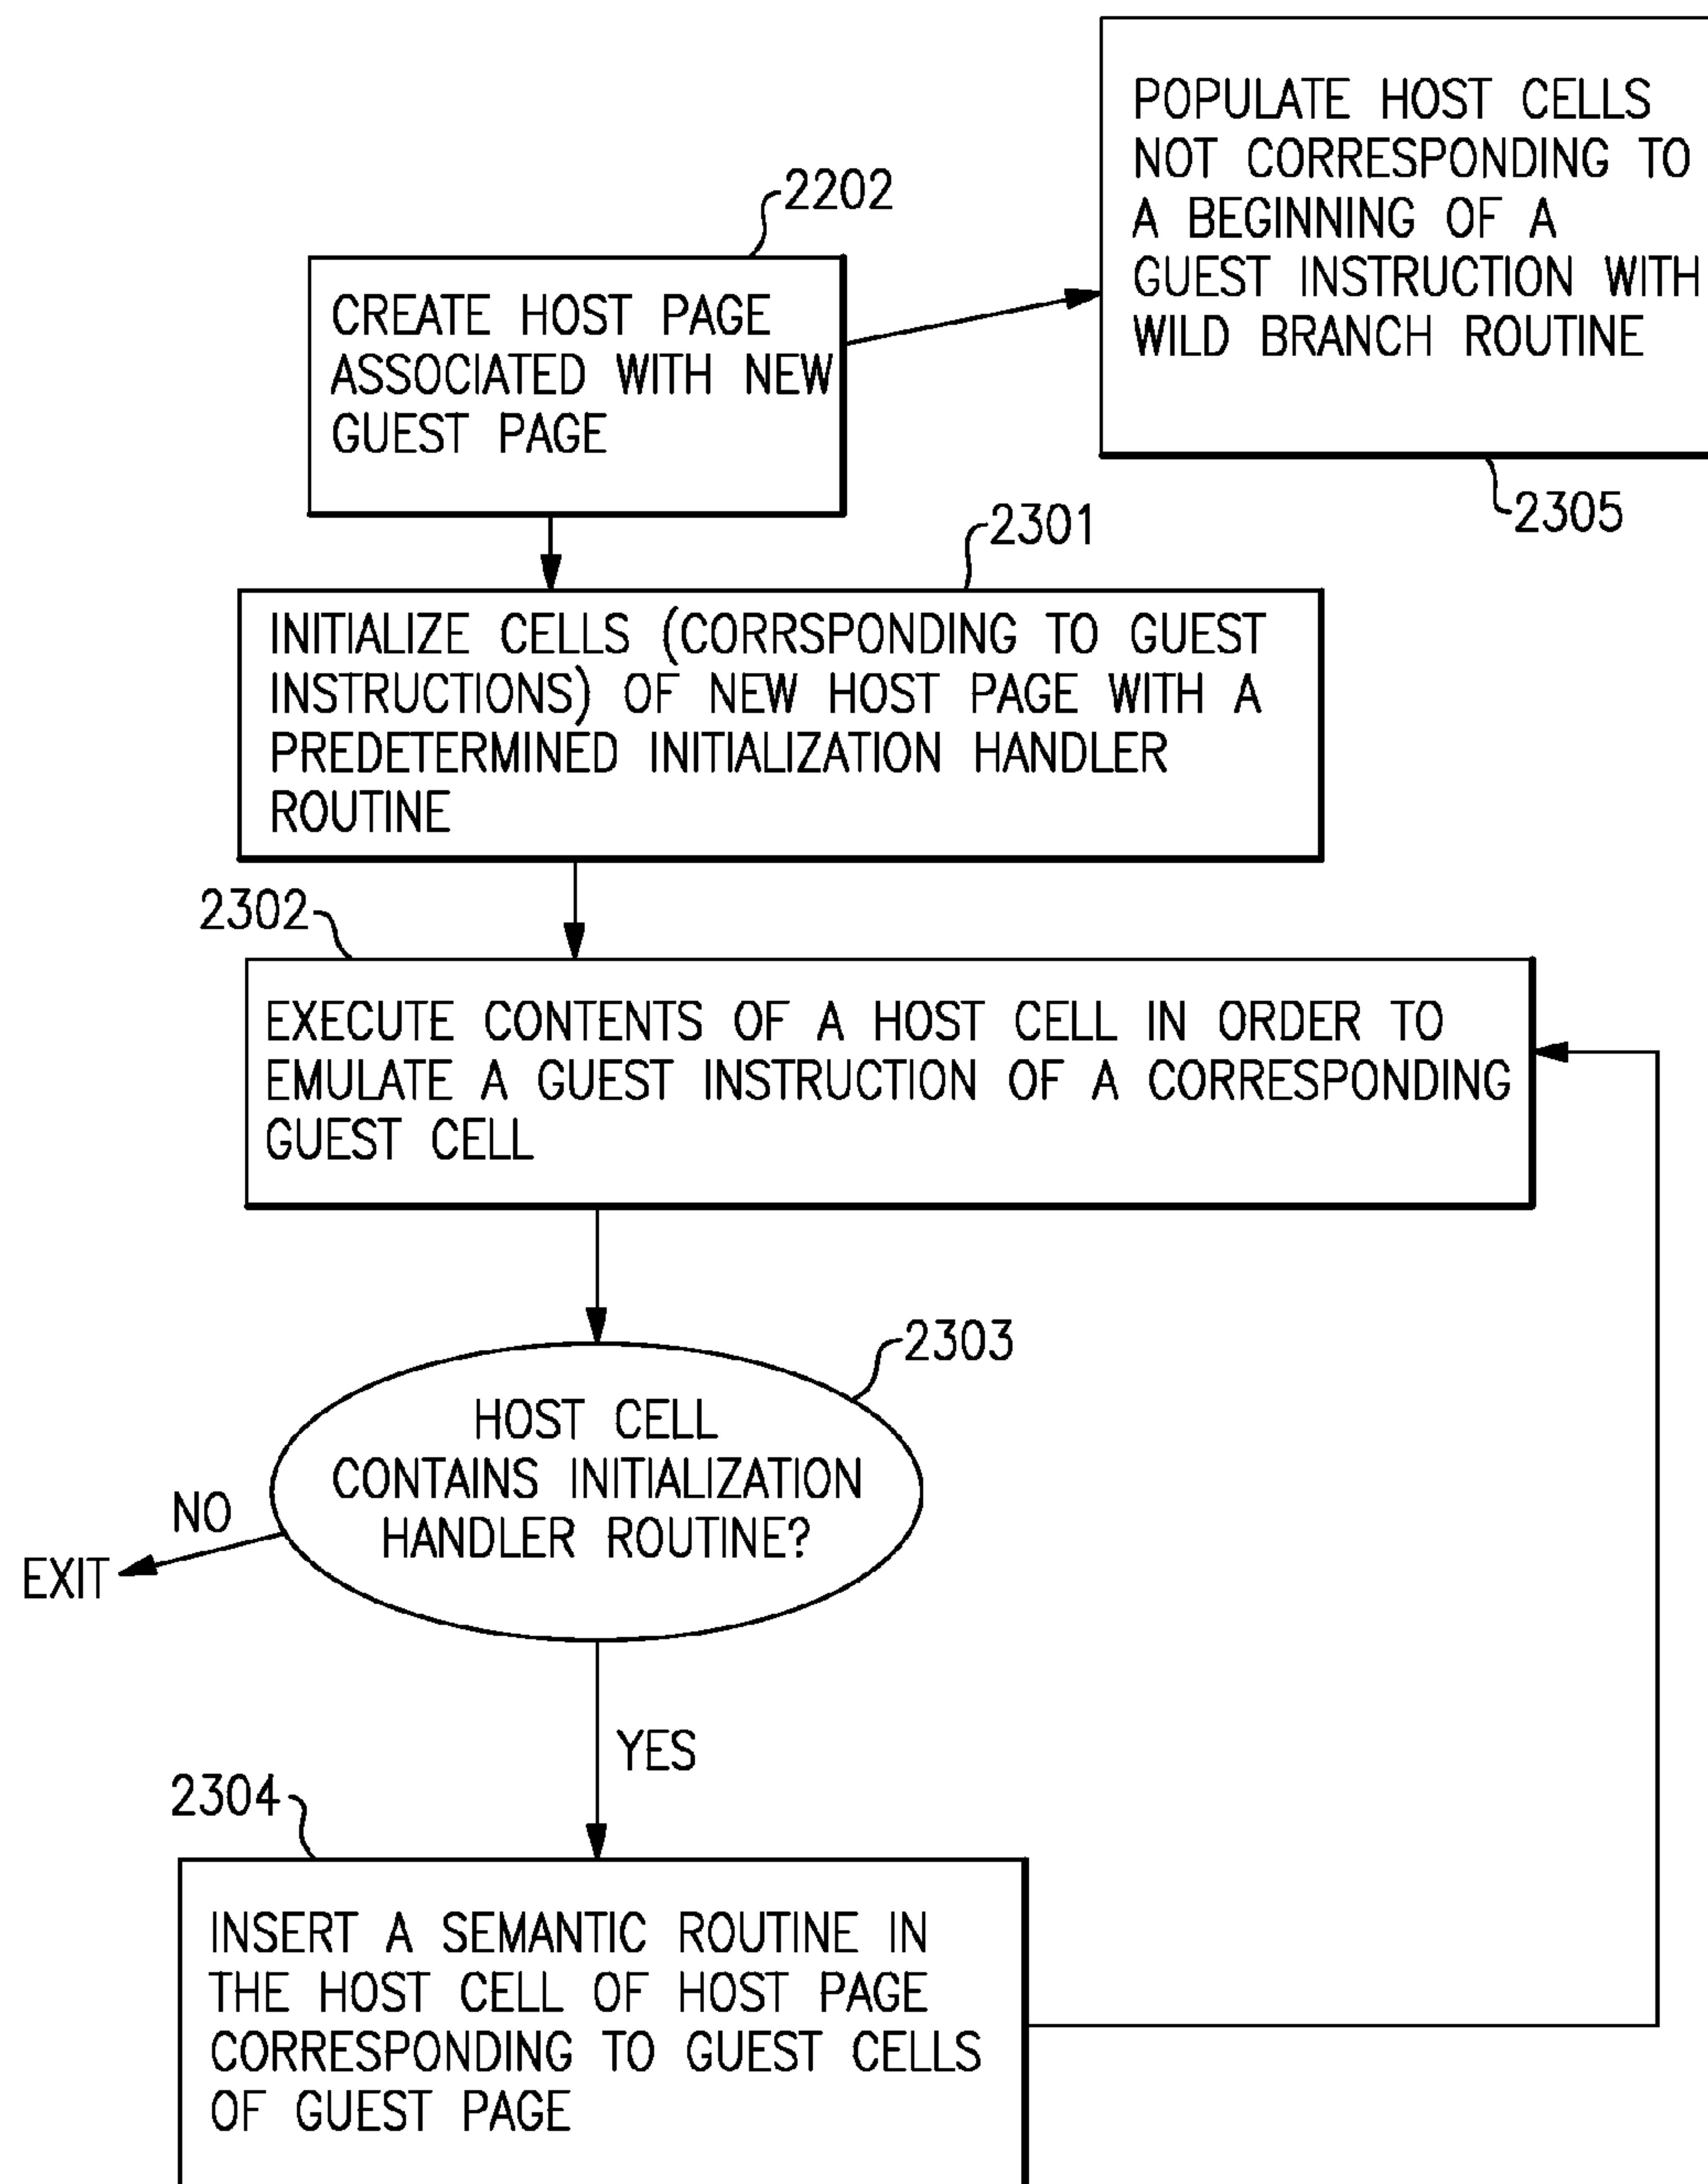 2202
CREATE HOST PAGE
ASSOCIATED WITH NEW
GUEST PAGE
POPULATE HOST CELLS
NOT CORRESPONDING TO
A BEGINNING OF A
GUEST INSTRUCTION WITH
WILD BRANCH ROUTINE
2305
2301
INITIALIZE CELLS (CORRSPONDING TO GUEST
INSTRUCTIONS) OF NEW HOST PAGE WITH A
PREDETERMINED INITIALIZATION HANDLER
ROUTINE
2302
EXECUTE CONTENTS OF A HOST CELL IN ORDER TO
EMULATE A GUEST INSTRUCTION OF A CORRESPONDING
GUEST CELL
2303
HOST CELL
CONTAINS INITIALIZATION
HANDLER ROUTINE?
NO
EXIT
YES
2304
INSERT A SEMANTIC ROUTINE IN
THE HOST CELL OF HOST PAGE
CORRESPONDING TO GUEST CELLS
OF GUEST PAGE